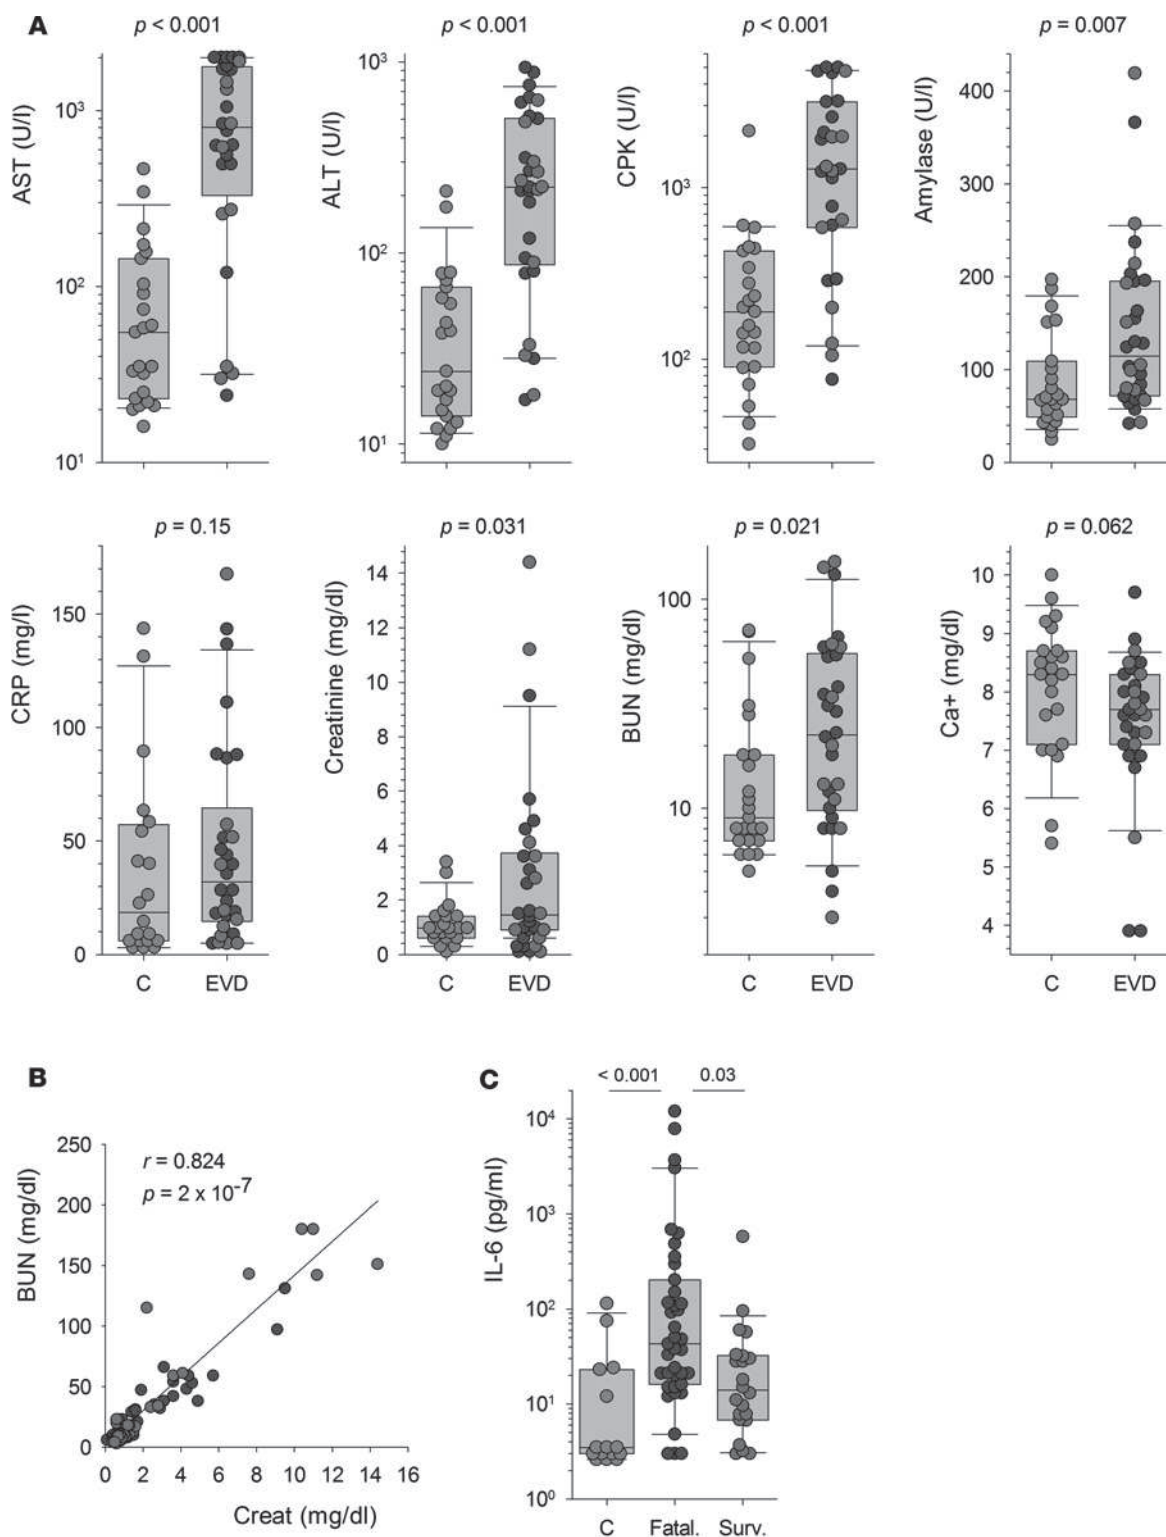 A
p < 0.001
p < 0.001
p < 0.001
p = 0.007
AST (U/l)
10³
10²
10¹
ALT (U/l)
10³
10²
10¹
CPK (U/l)
10³
10²
Amylase (U/l)
400
300
200
100
0
p = 0.15
p = 0.031
p = 0.021
p = 0.062
CRP (mg/l)
150
100
50
0
C EVD
Creatinine (mg/dl)
14
12
10
8
6
4
2
0
C EVD
BUN (mg/dl)
100
10
C EVD
Ca+ (mg/dl)
10
9
8
7
6
5
4
C EVD
B
r = 0.824
p = 2 x 10⁻⁷
BUN (mg/dl)
250
200
150
100
50
0
0 2 4 6 8 10 12 14 16
Creat (mg/dl)
C
< 0.001 0.03
IL-6 (pg/ml)
10⁴
10³
10²
10¹
10⁰
C Fatal. Surv.